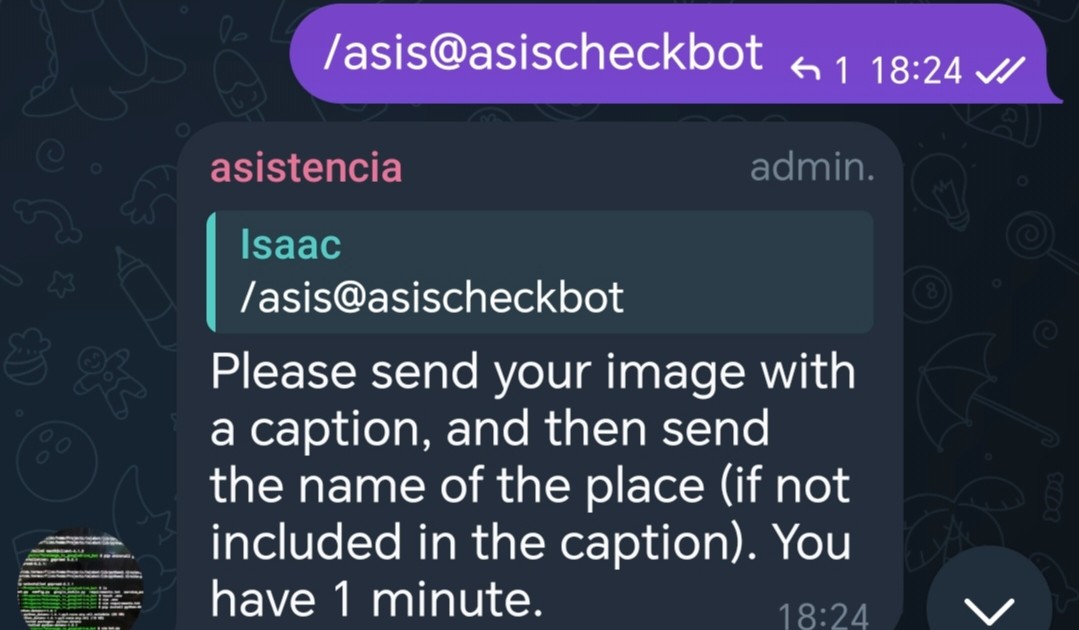 /asis@asischeckbot 1 18:24
asistencia admin.
Isaac
/asis@asischeckbot
Please send your image with
a caption, and then send
the name of the place (if not
included in the caption). You
have 1 minute. 18:24